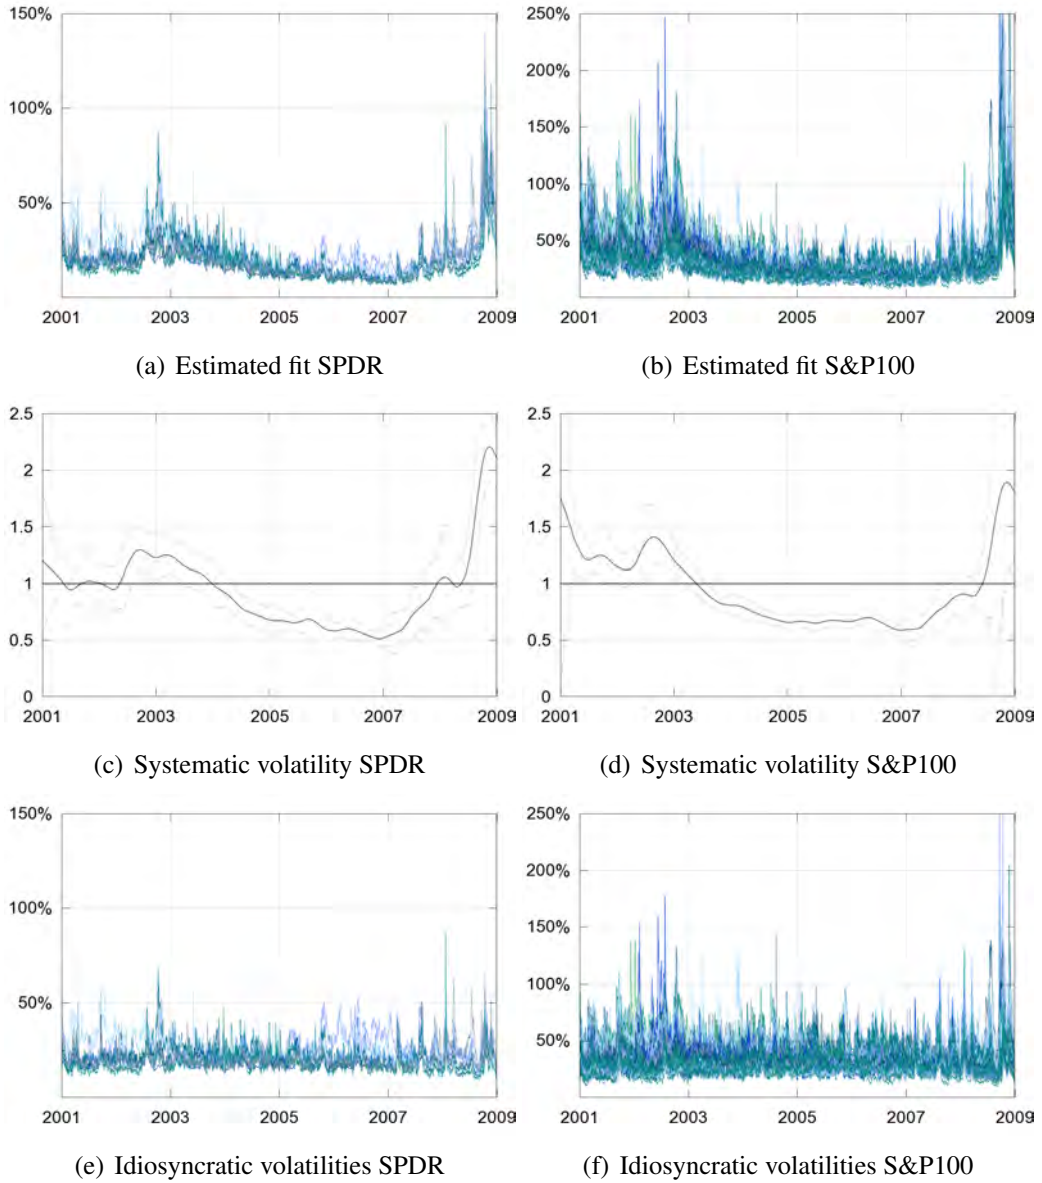 150%
100%
50%
2001 2003 2005 2007 2009
(a) Estimated fit SPDR
250%
200%
150%
100%
50%
2001 2003 2005 2007 2009
(b) Estimated fit S&P100
2.5
2
1.5
1
0.5
0
2001 2003 2005 2007 2009
(c) Systematic volatility SPDR
2.5
2
1.5
1
0.5
0
2001 2003 2005 2007 2009
(d) Systematic volatility S&P100
150%
100%
50%
2001 2003 2005 2007 2009
(e) Idiosyncratic volatilities SPDR
250%
200%
150%
100%
50%
2001 2003 2005 2007 2009
(f) Idiosyncratic volatilities S&P100